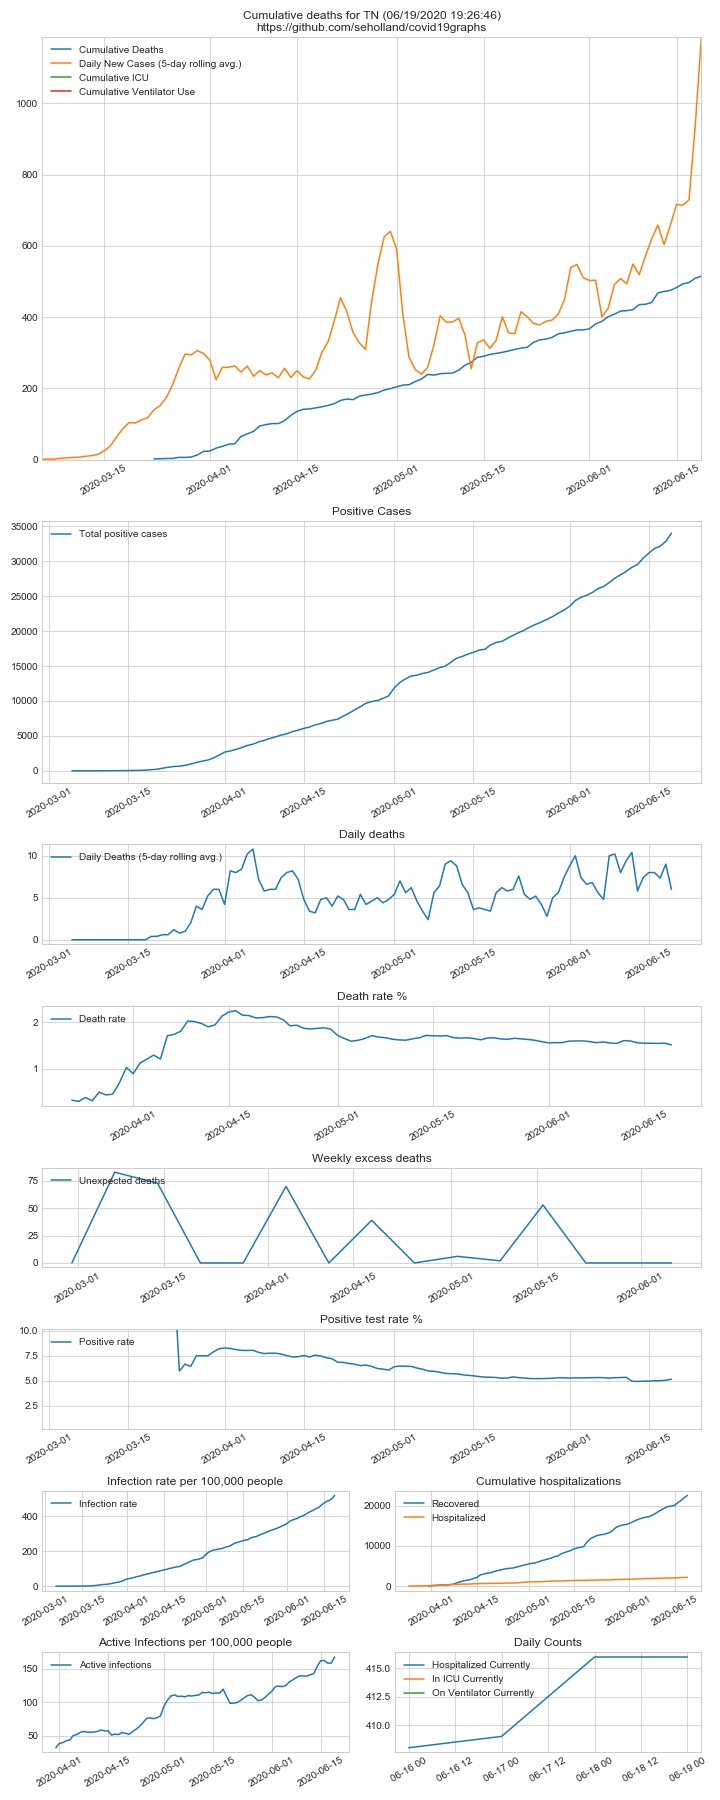 Cumulative deaths for TN (06/19/2020 19:26:46)
https://github.com/seholland/covid19graphs
Cumulative Deaths
Daily New Cases (5-day rolling avg.)
Cumulative ICU
Cumulative Ventilator Use
1000
800
600
400
200
0
2020-03-15 2020-04-01 2020-04-15 2020-05-01 2020-05-15 2020-06-01 2020-06-15
Positive Cases
Total positive cases
35000
30000
25000
20000
15000
10000
5000
0
2020-03-01 2020-03-15 2020-04-01 2020-04-15 2020-05-01 2020-05-15 2020-06-01 2020-06-15
Daily deaths
Daily Deaths (5-day rolling avg.)
10
5
0
2020-03-01 2020-03-15 2020-04-01 2020-04-15 2020-05-01 2020-05-15 2020-06-01 2020-06-15
Death rate %
Death rate
2
1
2020-04-01 2020-04-15 2020-05-01 2020-05-15 2020-06-01 2020-06-15
Weekly excess deaths
Unexpected deaths
75
50
25
0
2020-03-01 2020-03-15 2020-04-01 2020-04-15 2020-05-01 2020-05-15 2020-06-01
Positive test rate %
Positive rate
10.0
7.5
5.0
2.5
2020-03-01 2020-03-15 2020-04-01 2020-04-15 2020-05-01 2020-05-15 2020-06-01 2020-06-15
Infection rate per 100,000 people
Infection rate
400
200
0
2020-03-01 2020-03-15 2020-04-01 2020-04-15 2020-05-01 2020-05-15 2020-06-01 2020-06-15
Cumulative hospitalizations
Recovered
Hospitalized
20000
10000
0
2020-04-01 2020-04-15 2020-05-01 2020-05-15 2020-06-01 2020-06-15
Active Infections per 100,000 people
Active infections
150
100
50
2020-04-01 2020-04-15 2020-05-01 2020-05-15 2020-06-01 2020-06-15
Daily Counts
Hospitalized Currently
In ICU Currently
On Ventilator Currently
415.0
412.5
410.0
06-16 00 06-16 12 06-17 00 06-17 12 06-18 00 06-18 12 06-19 00